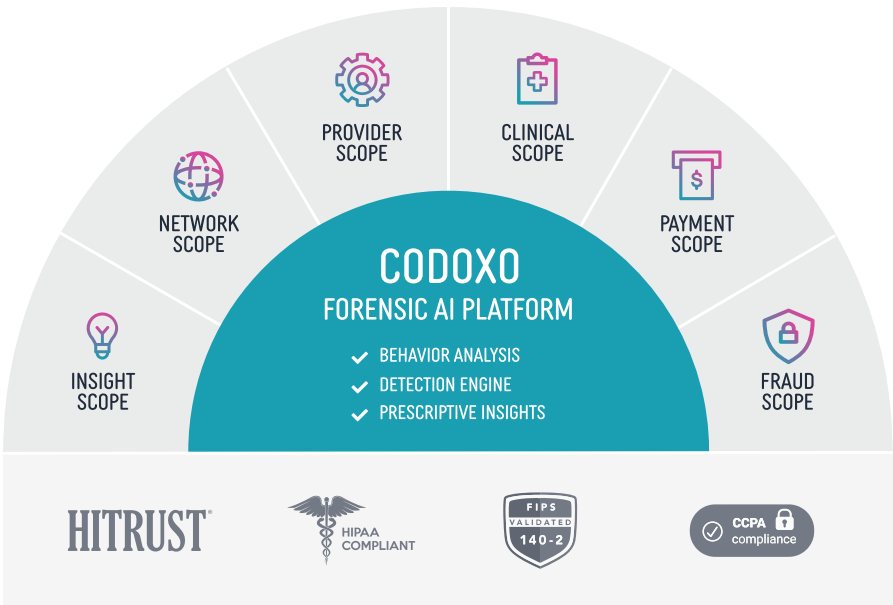 PROVIDER
SCOPE
CLINICAL
SCOPE
NETWORK
SCOPE
PAYMENT
SCOPE
INSIGHT
SCOPE
FRAUD
SCOPE
CODOXO
FORENSIC AI PLATFORM
BEHAVIOR ANALYSIS
DETECTION ENGINE
PRESCRIPTIVE INSIGHTS
$
HITRUST®
HIPAA
COMPLIANT
FIPS
VALIDATED
140-2
CCPA
compliance